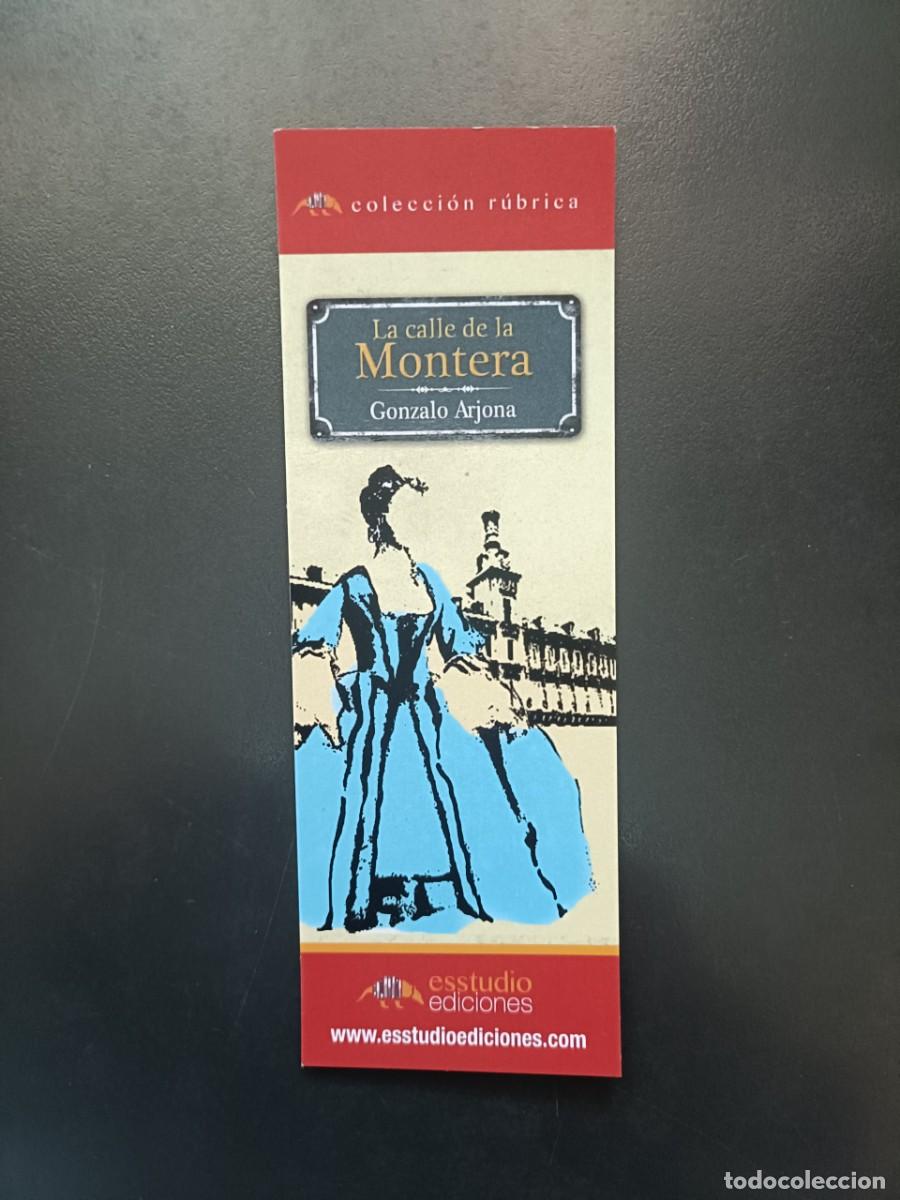 colección rúbrica
La calle de la
Montera
Gonzalo Arjona
esstudio
ediciones
www.esstudioediciones.com
todocoleccion